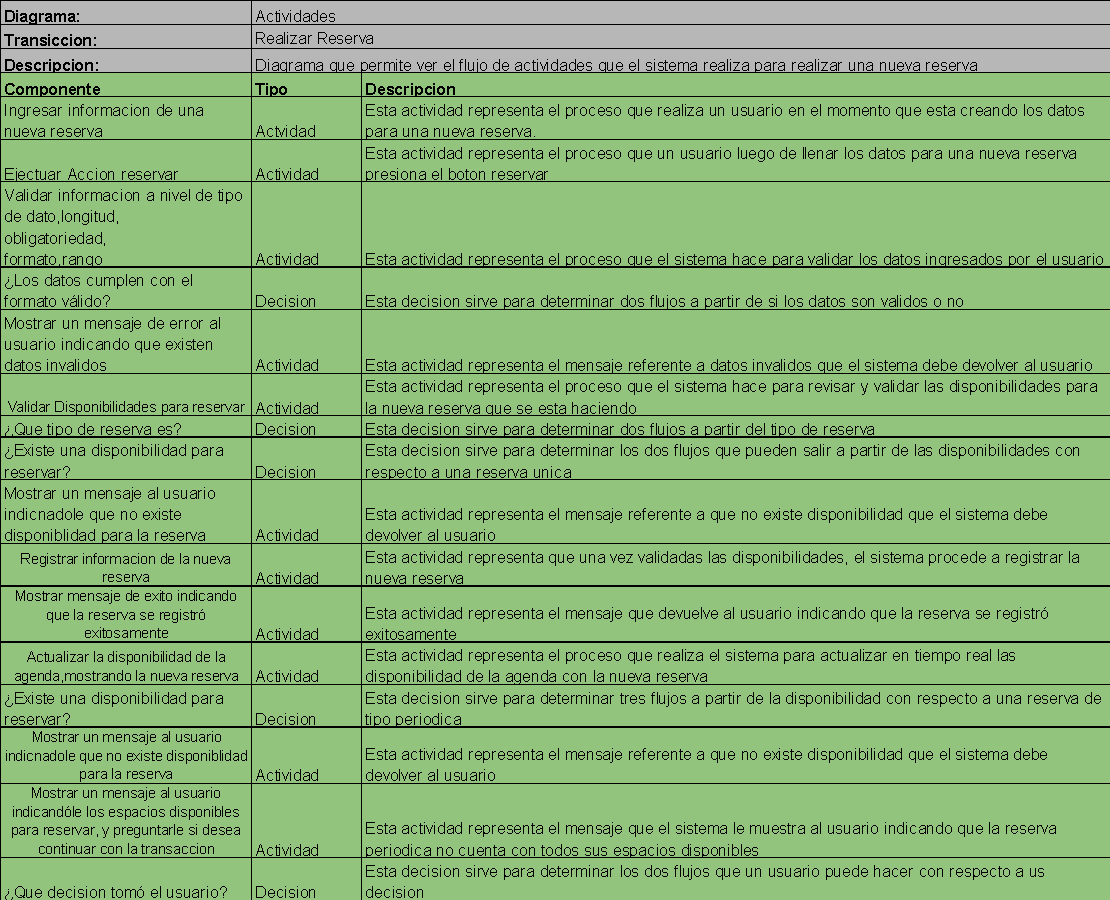 Diagrama: Actividades
Transiccion: Realizar Reserva
Descripcion: Diagrama que permite ver el flujo de actividades que el sistema realiza para realizar una nueva reserva
Componente Tipo Descripcion
Ingresar informacion de una
nueva reserva
Actvidad
Esta actividad representa el proceso que realiza un usuario en el momento que esta creando los datos
para una nueva reserva.
Ejectuar Accion reservar
Actividad
Esta actividad representa el proceso que un usuario luego de llenar los datos para una nueva reserva
presiona el boton reservar
Validar informacion a nivel de tipo
de dato,longitud,
obligatoriedad,
formato,rango
Actividad
Esta actividad representa el proceso que el sistema hace para validar los datos ingresados por el usuario
¿Los datos cumplen con el
formato válido?
Decision
Esta decision sirve para determinar dos flujos a partir de si los datos son validos o no
Mostrar un mensaje de error al
usuario indicando que existen
datos invalidos
Actividad
Esta actividad representa el mensaje referente a datos invalidos que el sistema debe devolver al usuario
Validar Disponibilidades para reservar
Actividad
Esta actividad representa el proceso que el sistema hace para revisar y validar las disponibilidades para
la nueva reserva que se esta haciendo
¿Que tipo de reserva es?
Decision
Esta decision sirve para determinar dos flujos a partir del tipo de reserva
¿Existe una disponibilidad para
reservar?
Decision
Esta decision sirve para determinar los dos flujos que pueden salir a partir de las disponibilidades con
respecto a una reserva unica
Mostrar un mensaje al usuario
indicnadole que no existe
disponiblidad para la reserva
Actividad
Esta actividad representa el mensaje referente a que no existe disponibilidad que el sistema debe
devolver al usuario
Registrar informacion de la nueva
reserva
Actividad
Esta actividad representa que una vez validadas las disponibilidades, el sistema procede a registrar la
nueva reserva
Mostrar mensaje de exito indicando
que la reserva se registró
exitosamente
Actividad
Esta actividad representa el mensaje que devuelve al usuario indicando que la reserva se registró
exitosamente
Actualizar la disponibilidad de la
agenda,mostrando la nueva reserva
Actividad
Esta actividad representa el proceso que realiza el sistema para actualizar en tiempo real las
disponibilidad de la agenda con la nueva reserva
¿Existe una disponibilidad para
reservar?
Decision
Esta decision sirve para determinar tres flujos a partir de la disponibilidad con respecto a una reserva de
tipo periodica
Mostrar un mensaje al usuario
indicnadole que no existe disponiblidad
para la reserva
Actividad
Esta actividad representa el mensaje referente a que no existe disponibilidad que el sistema debe
devolver al usuario
Mostrar un mensaje al usuario
indicandóle los espacios disponibles
para reservar, y preguntarle si desea
continuar con la transaccion
Actividad
Esta actividad representa el mensaje que el sistema le muestra al usuario indicando que la reserva
periodica no cuenta con todos sus espacios disponibles
¿Que decision tomó el usuario?
Decision
Esta decision sirve para determinar los dos flujos que un usuario puede hacer con respecto a us
decision